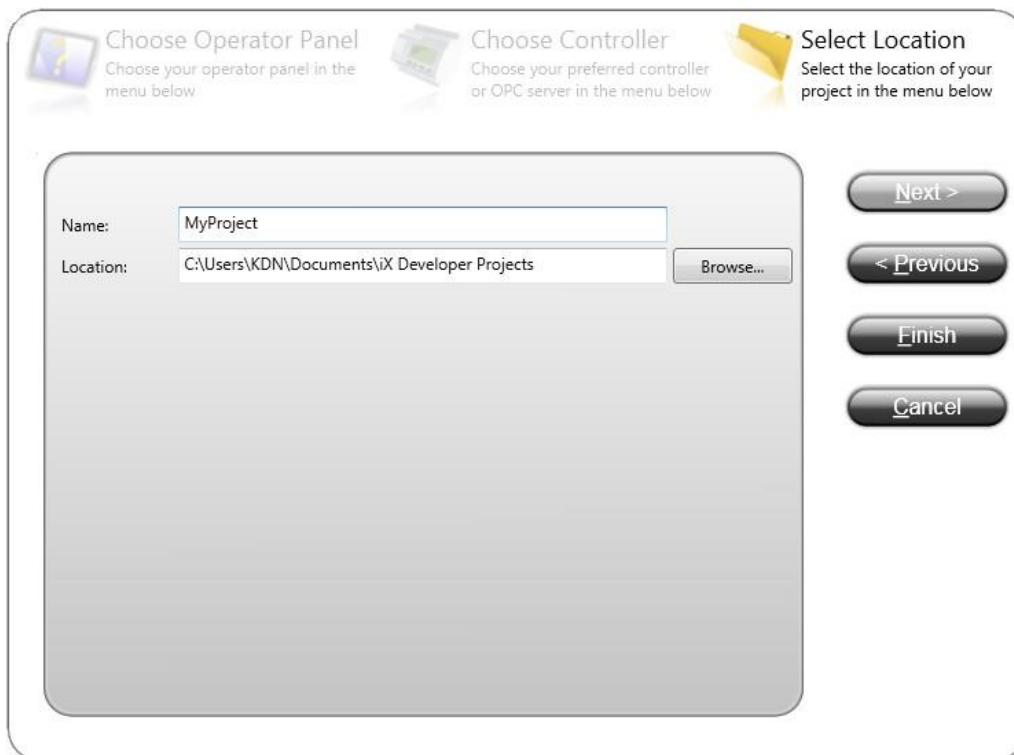 Choose Operator Panel
Choose your operator panel in the
menu below
Choose Controller
Choose your preferred controller
or OPC server in the menu below
Select Location
Select the location of your
project in the menu below
Name:
MyProject
Location:
C:\Users\KDN\Documents\iX Developer Projects
Browse...
Next >
< Previous
Finish
Cancel